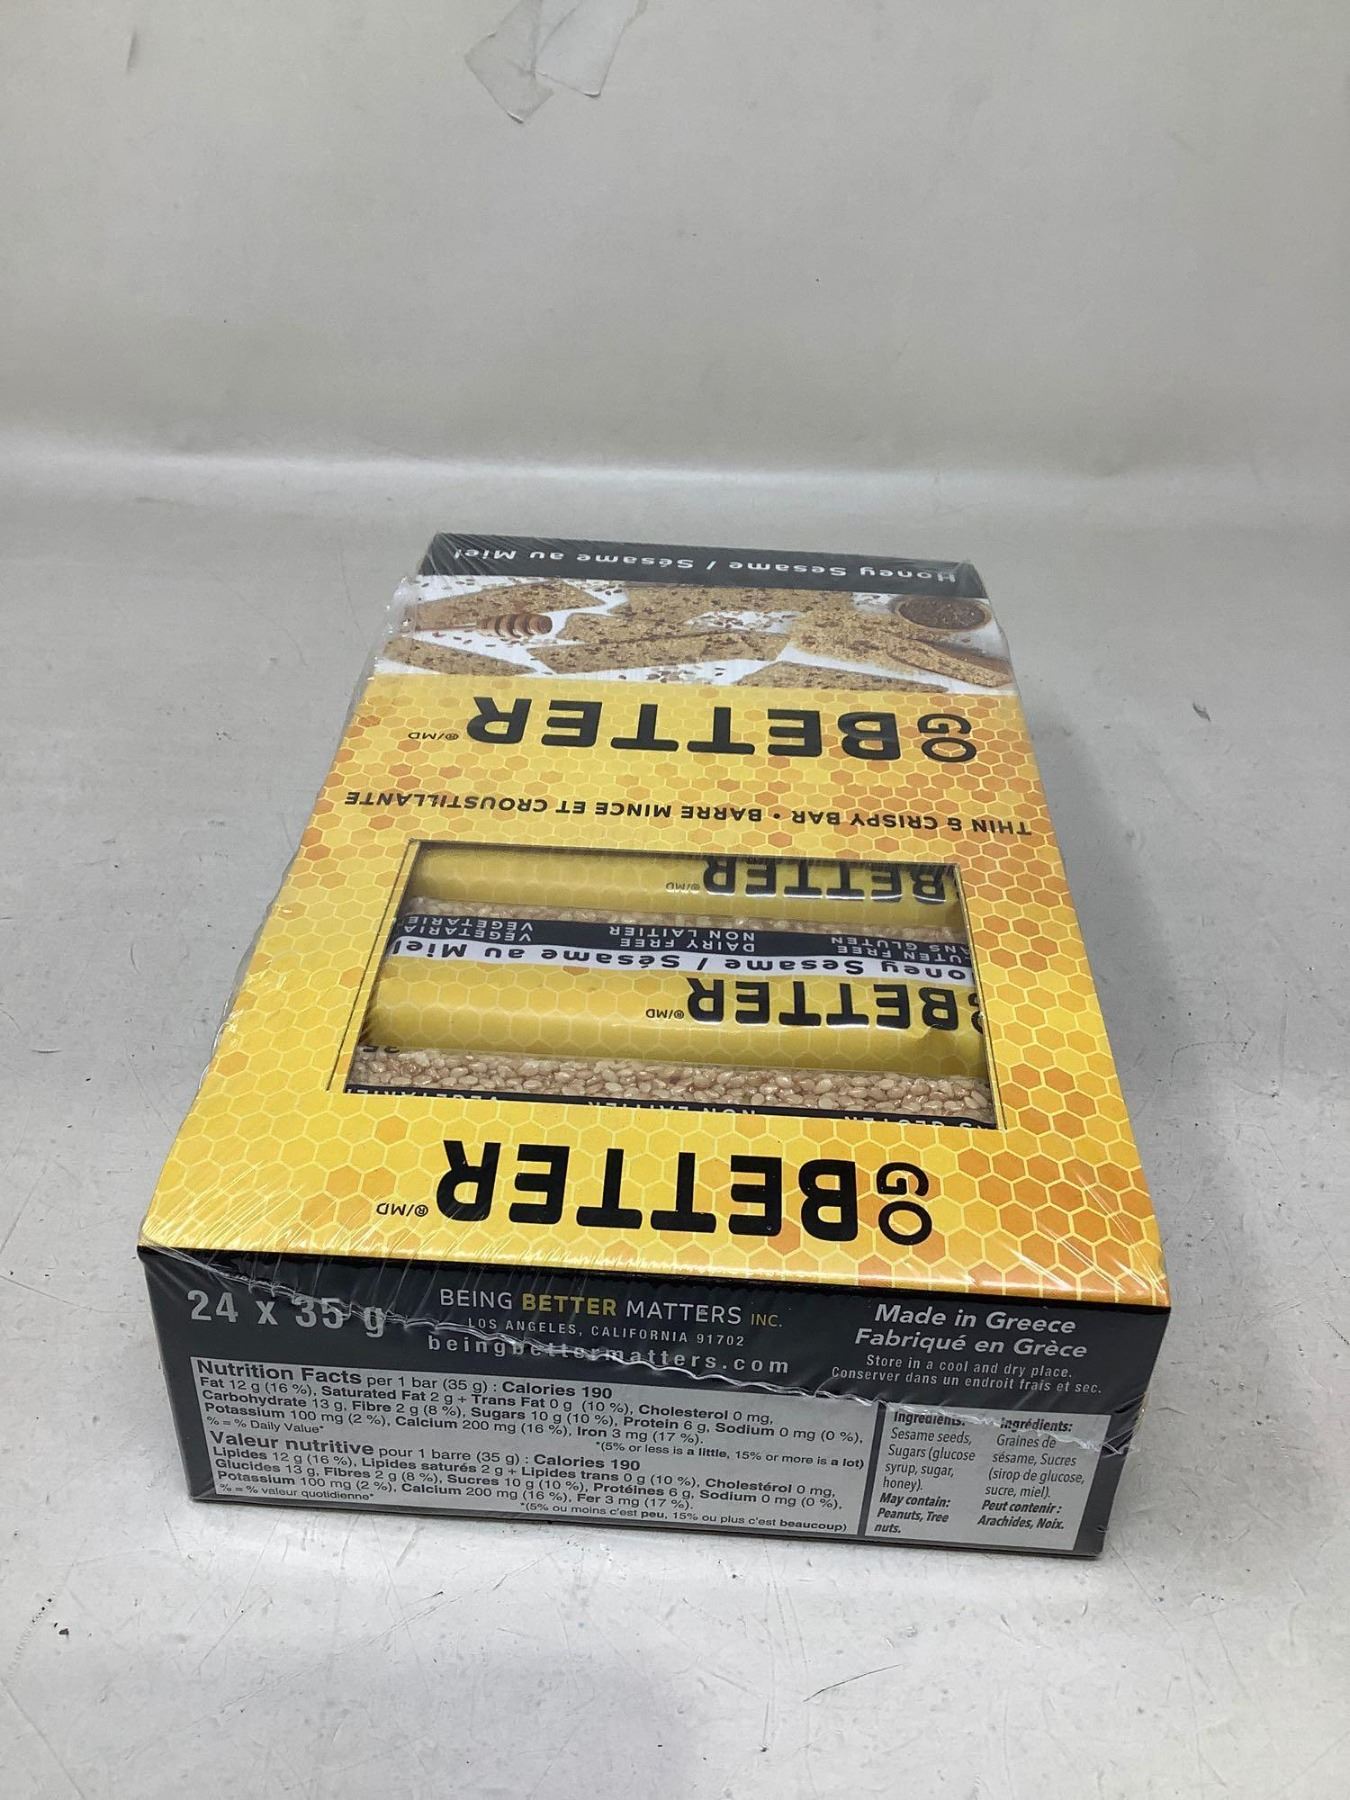 Honey Sesame / Sésame au Miel
GO BETTER ®/MD
THIN & CRISPY BAR • BARRE MINCE ET CROUSTILLANTE
BETTER ®/MD
DAIRY FREE
SANS GLUTEN NON LAITIER
Sesame / Sésame au Miel
BETTER ®/MD
NON LAITIER
GO BETTER ®/MD
24 x 35 g
BEING BETTER MATTERS INC.
LOS ANGELES, CALIFORNIA 91702
beingbettermatters.com
Made in Greece
Fabriqué en Grèce
Store in a cool and dry place.
Conserver dans un endroit frais et sec.
Nutrition Facts per 1 bar (35 g) : Calories 190
Fat 12 g (16 %), Saturated Fat 2 g + Trans Fat 0 g (10 %), Cholesterol 0 mg,
Carbohydrate 13 g, Fibre 2 g (8 %), Sugars 10 g (10 %), Protein 6 g, Sodium 0 mg (0 %),
Potassium 100 mg (2 %), Calcium 200 mg (16 %), Iron 3 mg (17 %).
% = % Daily Value* *(5% or less is a little, 15% or more is a lot)
Valeur nutritive pour 1 barre (35 g) : Calories 190
Lipides 12 g (16 %), Lipides saturés 2 g + Lipides trans 0 g (10 %), Cholestérol 0 mg,
Glucides 13 g, Fibres 2 g (8 %), Sucres 10 g (10 %), Protéines 6 g, Sodium 0 mg (0 %),
Potassium 100 mg (2 %), Calcium 200 mg (16 %), Fer 3 mg (17 %).
% = % valeur quotidienne* *(5% ou moins c'est peu, 15% ou plus c'est beaucoup)
Ingredients:
Sesame seeds,
Sugars (glucose
syrup, sugar,
honey).
May contain:
Peanuts, Tree
nuts.
Ingrédients:
Graines de
sésame, Sucres
(sirop de glucose,
sucre, miel).
Peut contenir :
Arachides, Noix.